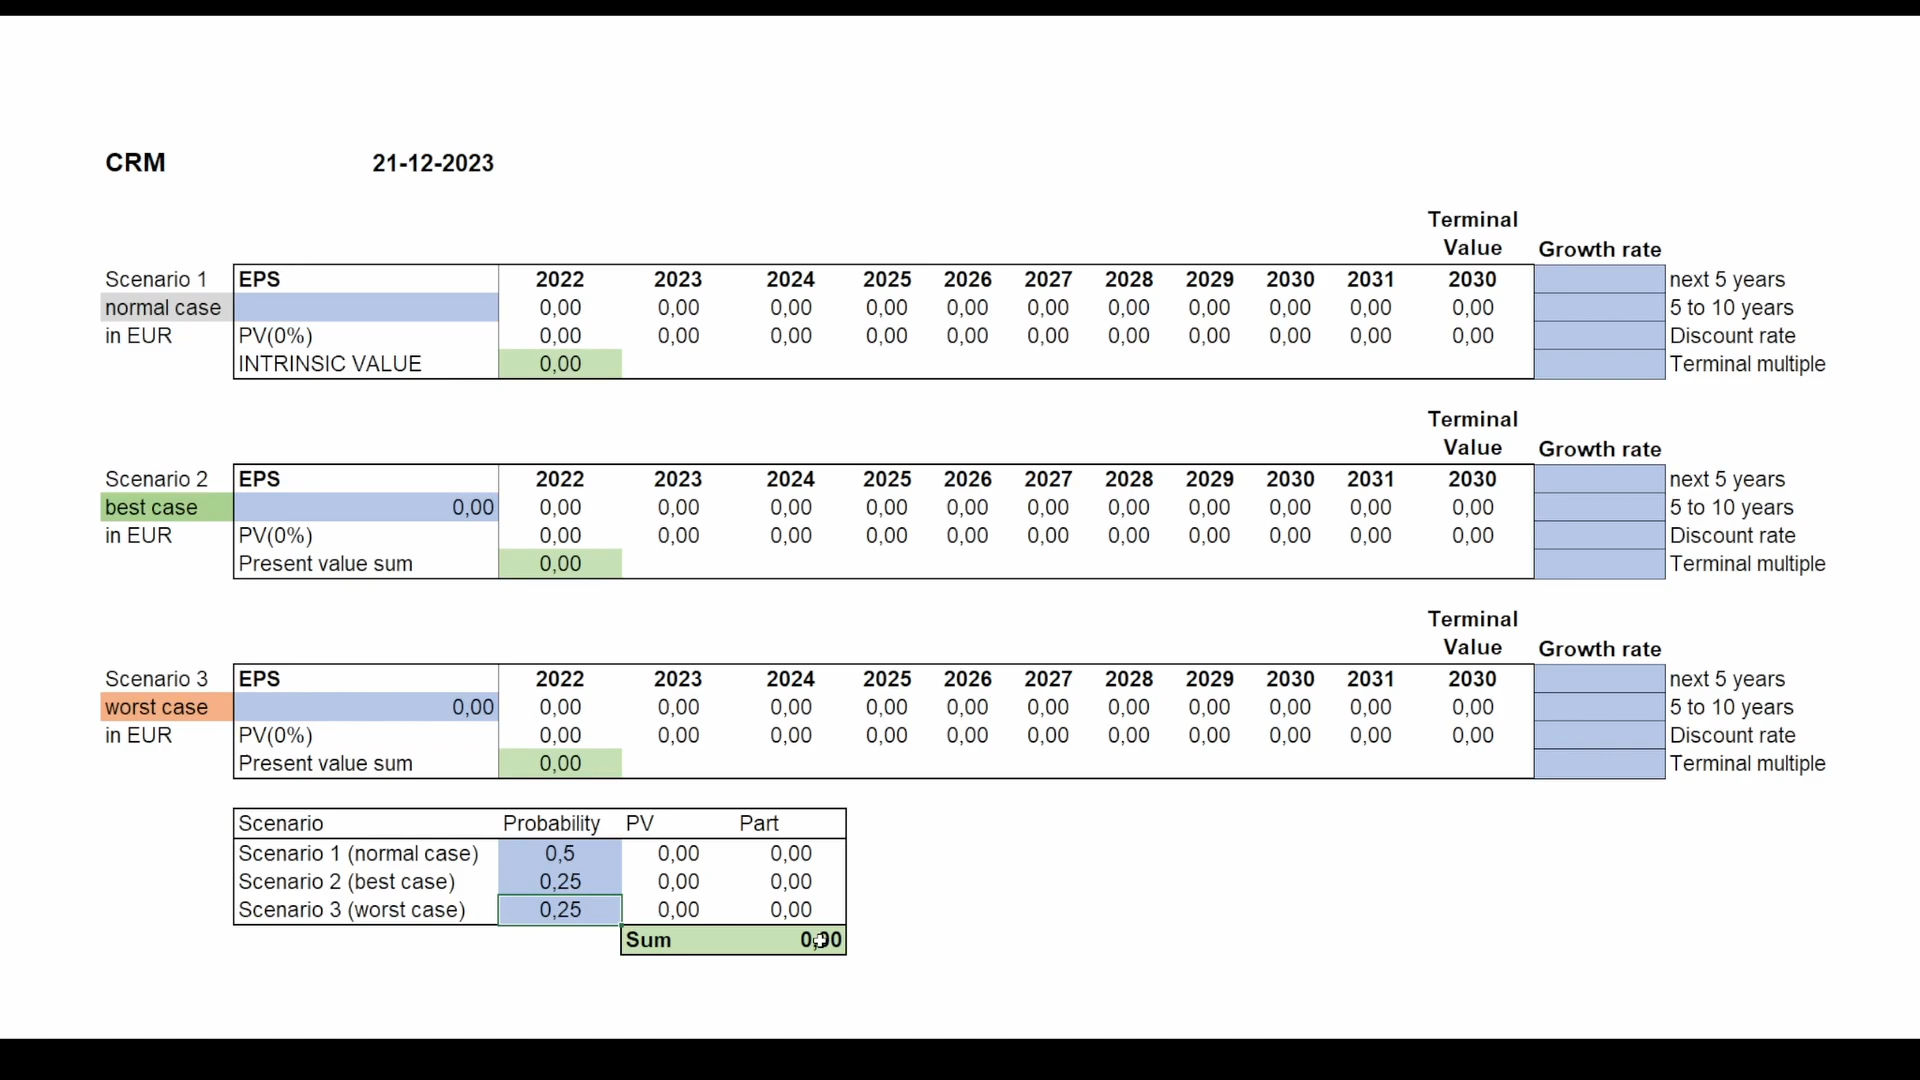 CRM 21-12-2023
Terminal
Value Growth rate
Scenario 1 EPS 2022 2023 2024 2025 2026 2027 2028 2029 2030 2031 2030 next 5 years
normal case 0,00 0,00 0,00 0,00 0,00 0,00 0,00 0,00 0,00 0,00 0,00 5 to 10 years
in EUR PV(0%) 0,00 0,00 0,00 0,00 0,00 0,00 0,00 0,00 0,00 0,00 0,00 Discount rate
INTRINSIC VALUE 0,00 Terminal multiple
Terminal
Value Growth rate
Scenario 2 EPS 2022 2023 2024 2025 2026 2027 2028 2029 2030 2031 2030 next 5 years
best case 0,00 0,00 0,00 0,00 0,00 0,00 0,00 0,00 0,00 0,00 0,00 0,00 5 to 10 years
in EUR PV(0%) 0,00 0,00 0,00 0,00 0,00 0,00 0,00 0,00 0,00 0,00 0,00 Discount rate
Present value sum 0,00 Terminal multiple
Terminal
Value Growth rate
Scenario 3 EPS 2022 2023 2024 2025 2026 2027 2028 2029 2030 2031 2030 next 5 years
worst case 0,00 0,00 0,00 0,00 0,00 0,00 0,00 0,00 0,00 0,00 0,00 0,00 5 to 10 years
in EUR PV(0%) 0,00 0,00 0,00 0,00 0,00 0,00 0,00 0,00 0,00 0,00 0,00 Discount rate
Present value sum 0,00 Terminal multiple
Scenario Probability PV Part
Scenario 1 (normal case) 0,5 0,00 0,00
Scenario 2 (best case) 0,25 0,00 0,00
Scenario 3 (worst case) 0,25 0,00 0,00
Sum 0,00